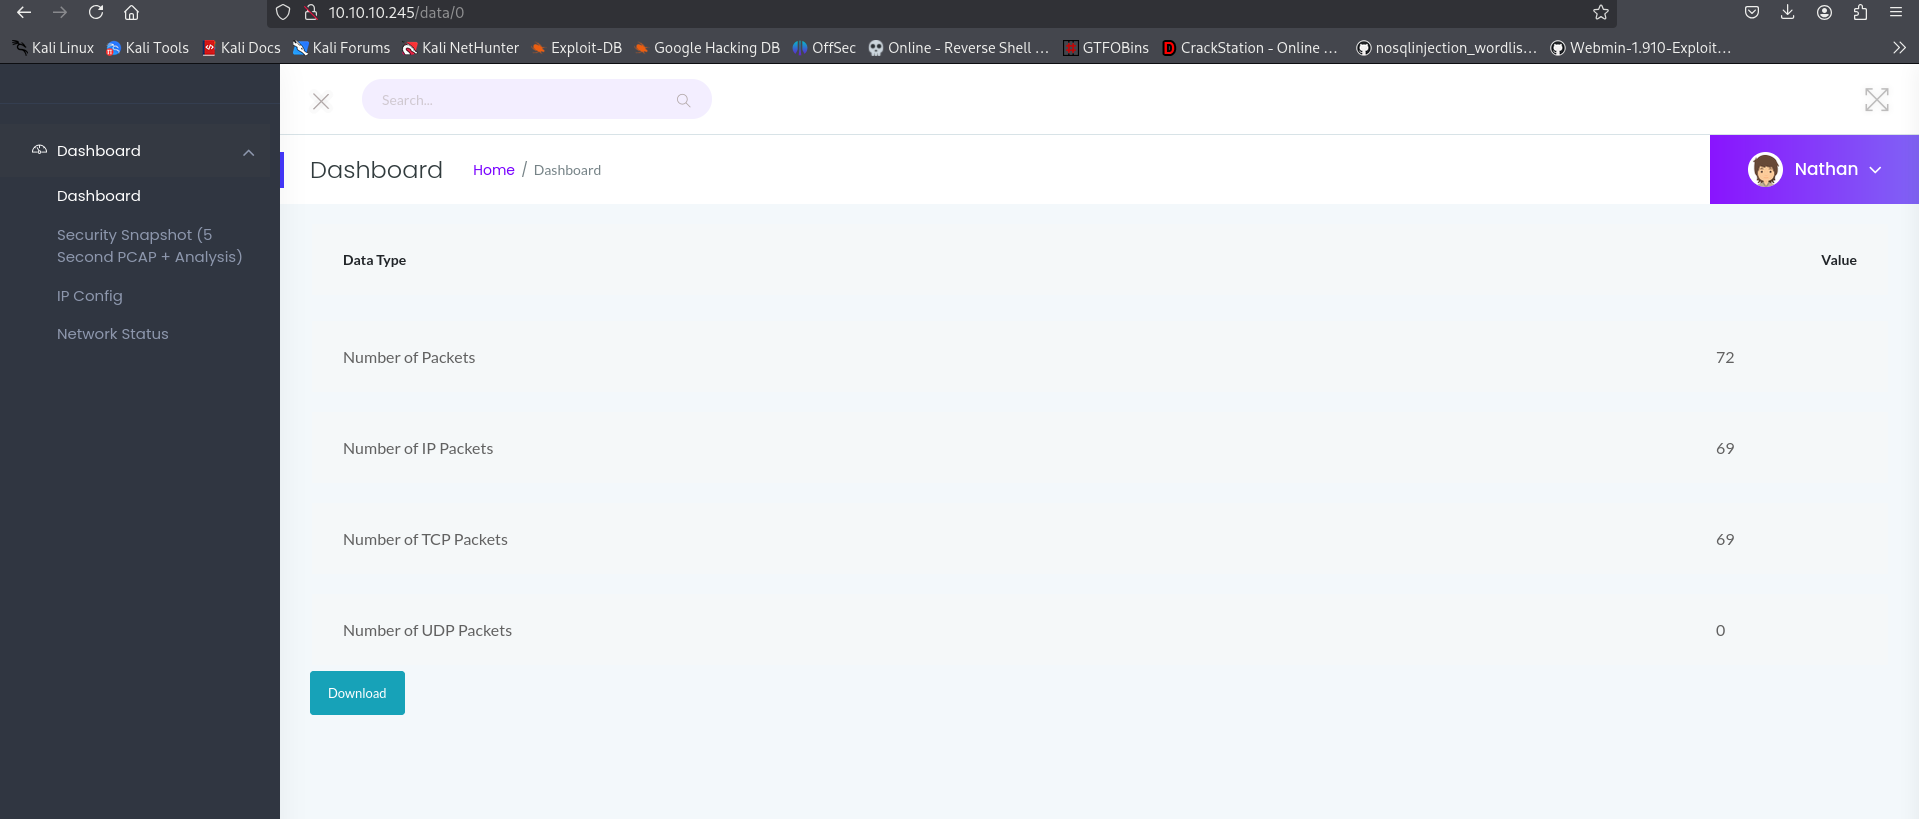 10.10.10.245/data/0
Kali Linux Kali Tools Kali Docs Kali Forums Kali NetHunter Exploit-DB Google Hacking DB OffSec Online - Reverse Shell ... GTFOBins CrackStation - Online ... nosqlinjection_wordlis... Webmin-1.910-Exploit...
Search...
Dashboard
Dashboard
Security Snapshot (5
Second PCAP + Analysis)
IP Config
Network Status
Dashboard Home / Dashboard
Nathan
Data Type Value
Number of Packets 72
Number of IP Packets 69
Number of TCP Packets 69
Number of UDP Packets 0
Download